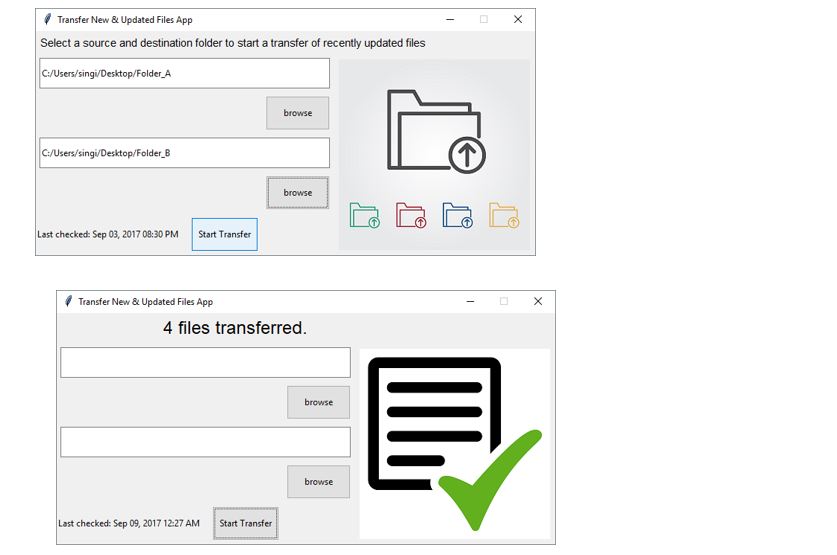 Transfer New & Updated Files App
Select a source and destination folder to start a transfer of recently updated files
C:/Users/singi/Desktop/Folder_A
browse
C:/Users/singi/Desktop/Folder_B
browse
Last checked: Sep 03, 2017 08:30 PM Start Transfer
Transfer New & Updated Files App
4 files transferred.
browse
browse
Last checked: Sep 09, 2017 12:27 AM Start Transfer